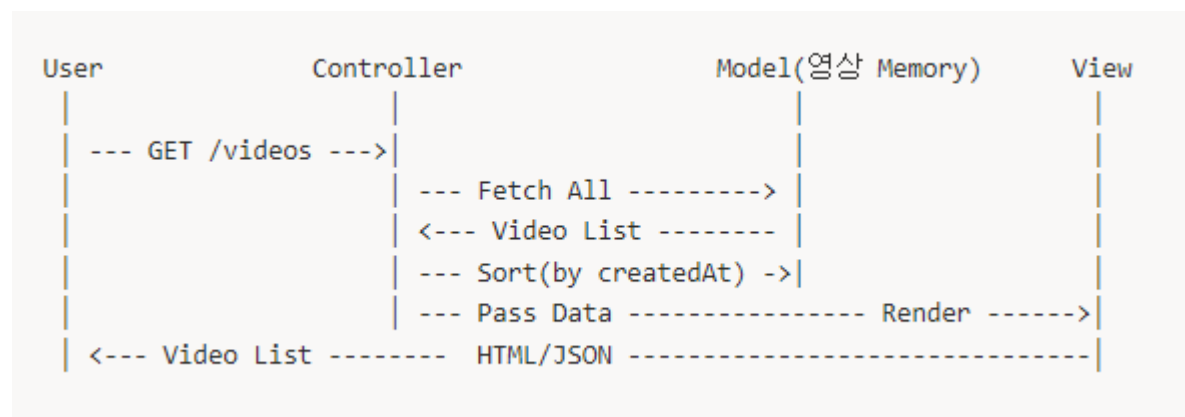 User Controller Model(영상 Memory) View
| | | |
| --- GET /videos --->| | |
| | --- Fetch All ---------> | |
| | <--- Video List -------- | |
| | --- Sort(by createdAt) ->| |
| | --- Pass Data ---------------- Render ------>|
| <--- Video List -------- HTML/JSON -------------------------------|